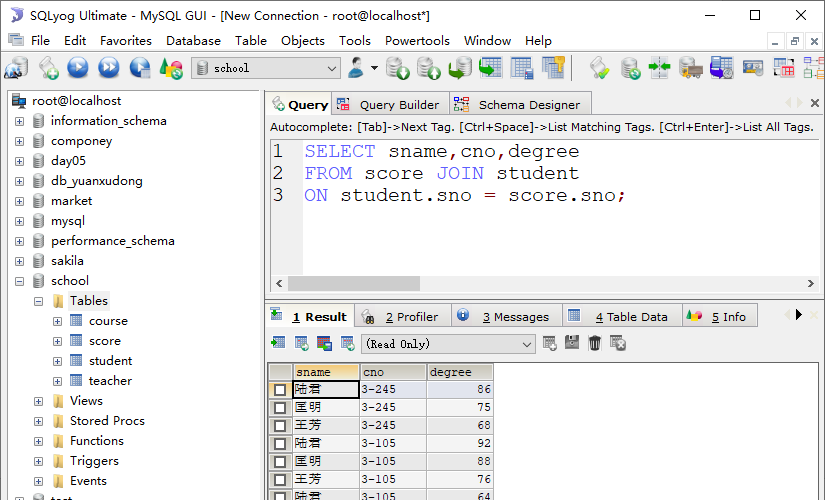 SQLyog Ultimate - MySQL GUI - [New Connection - root@localhost*]
File Edit Favorites Database Table Objects Tools Powertools Window Help
school
root@localhost
information_schema
componey
day05
db_yuanxudong
market
mysql
performance_schema
sakila
school
Tables
course
score
student
teacher
Views
Stored Procs
Functions
Triggers
Events
Query Query Builder Schema Designer
Autocomplete: [Tab]->Next Tag. [Ctrl+Space]->List Matching Tags. [Ctrl+Enter]->List All Tags.
1 SELECT sname,cno,degree
2 FROM score JOIN student
3 ON student.sno = score.sno;
1 Result 2 Profiler 3 Messages 4 Table Data 5 Info
(Read Only)
sname cno degree
陆君 3-245 86
匡明 3-245 75
王芳 3-245 68
陆君 3-105 92
匡明 3-105 88
王芳 3-105 76
陆君 3-105 64